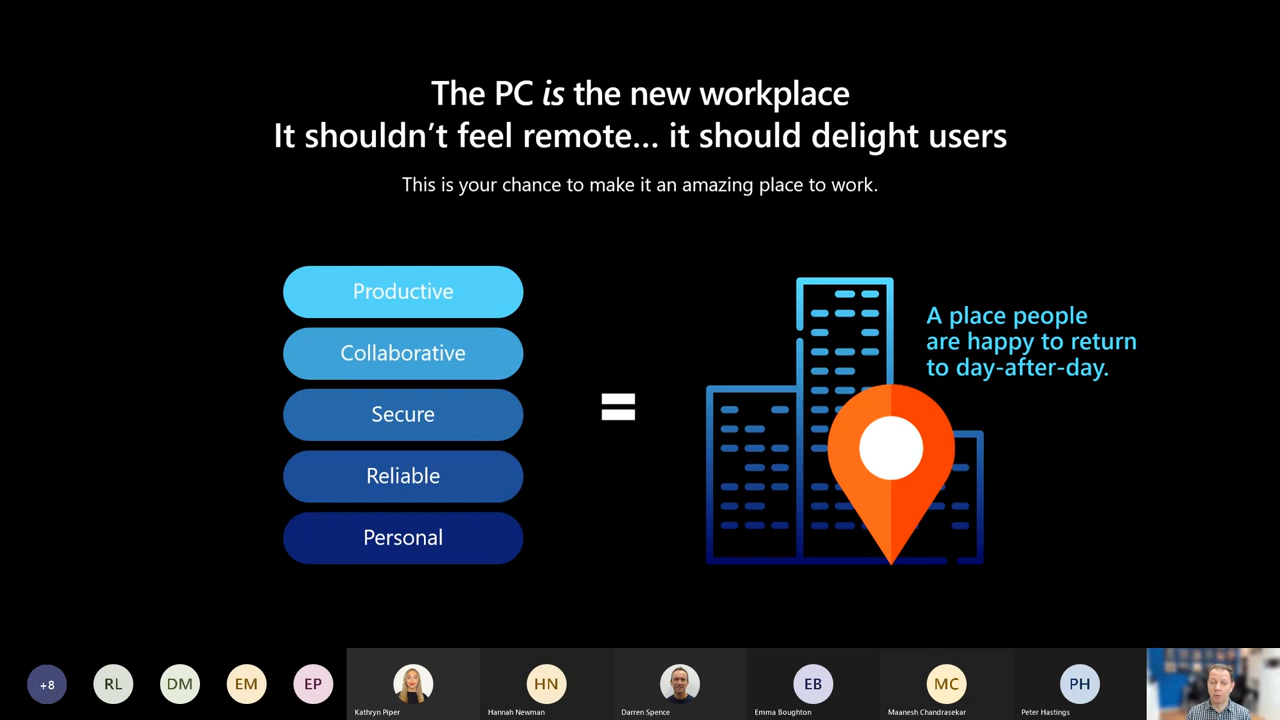 The PC is the new workplace
It shouldn’t feel remote... it should delight users
This is your chance to make it an amazing place to work.
Productive
Collaborative
Secure
Reliable
Personal
=
A place people
are happy to return
to day-after-day.
+8
RL
DM
EM
EP
Kathryn Piper
HN
Hannah Newman
Darren Spence
EB
Emma Boughton
MC
Maanesh Chandrasekar
PH
Peter Hastings